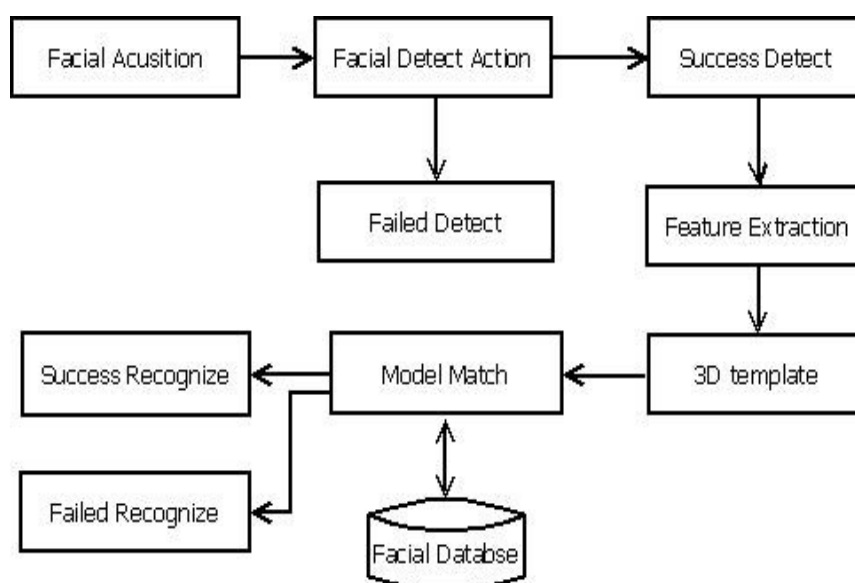 Facial Acusition
Facial Detect Action
Success Detect
Failed Detect
Feature Extraction
Success Recognize
Model Match
3D template
Failed Recognize
Facial Databse